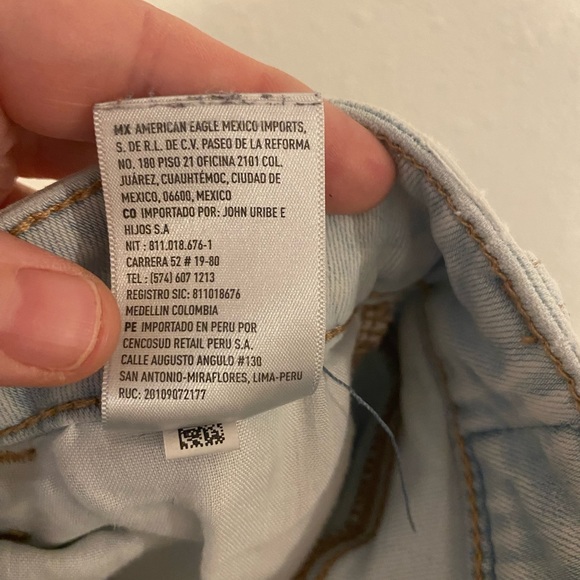 MX AMERICAN EAGLE MEXICO IMPORTS,
S. DE R.L. DE C.V. PASEO DE LA REFORMA
NO. 180 PISO 21 OFICINA 2101 COL.
JUÁREZ, CUAUHTÉMOC, CIUDAD DE
MEXICO, 06600, MEXICO
CO IMPORTADO POR: JOHN URIBE E
HIJOS S.A
NIT : 811.018.676-1
CARRERA 52 # 19-80
TEL : (574) 607 1213
REGISTRO SIC: 811018676
MEDELLIN COLOMBIA
PE IMPORTADO EN PERU POR
CENCOSUD RETAIL PERU S.A.
CALLE AUGUSTO ANGULO #130
SAN ANTONIO-MIRAFLORES, LIMA-PERU
RUC: 20109072177